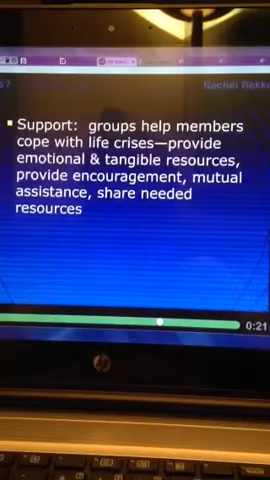 s?
Rachel Gekk
Support: groups help members
cope with life crises—provide
emotional & tangible resources,
provide encouragement, mutual
assistance, share needed
resources
0:21
hp